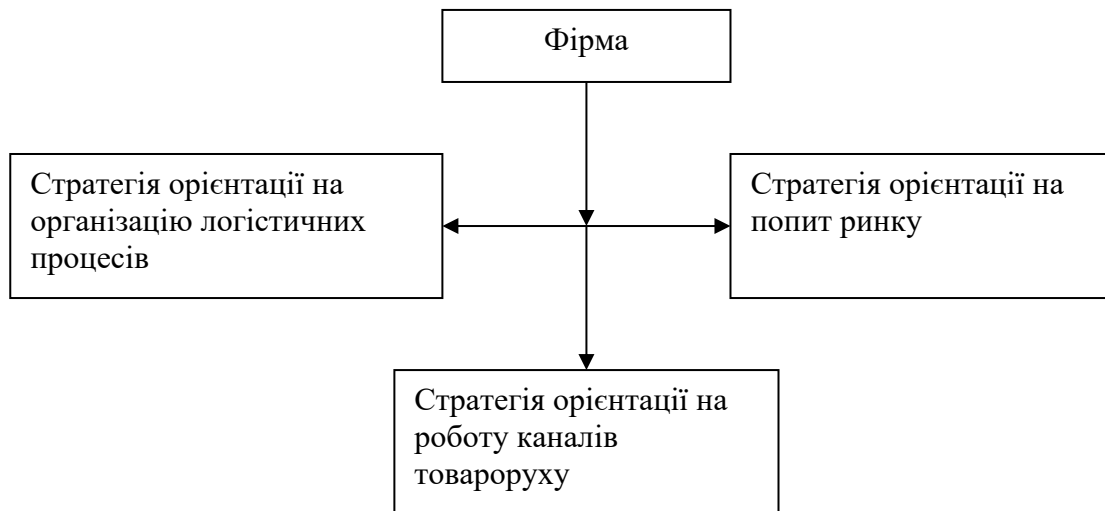 Фірма
Стратегія орієнтації на
організацію логістичних
процесів
Стратегія орієнтації на
попит ринку
Стратегія орієнтації на
роботу каналів
товароруху